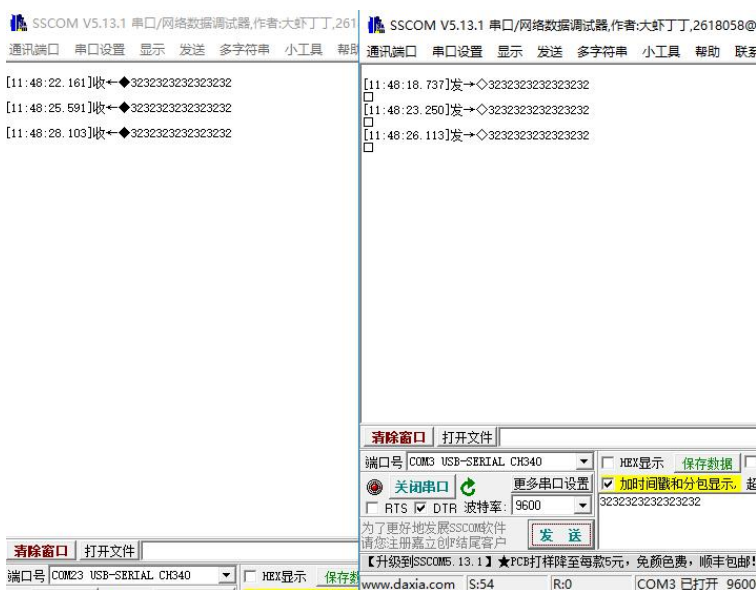 SSCOM V5.13.1 串口/网络数据调试器,作者:大虾丁丁,261
通讯端口 串口设置 显示 发送 多字符串 小工具 帮助
[11:48:22.161]收←◆3232323232323232
[11:48:25.591]收←◆3232323232323232
[11:48:28.103]收←◆3232323232323232
清除窗口 打开文件
端口号 COM23 USB-SERIAL CH340 HEX显示 保存数
SSCOM V5.13.1 串口/网络数据调试器,作者:大虾丁丁,2618058@
通讯端口 串口设置 显示 发送 多字符串 小工具 帮助 联系
[11:48:18.737]发→◇3232323232323232
□
[11:48:23.250]发→◇3232323232323232
□
[11:48:26.113]发→◇3232323232323232
□
清除窗口 打开文件
端口号 COM3 USB-SERIAL CH340 HEX显示 保存数据
关闭串口 更多串口设置 加时间戳和分包显示, 超
RTS DTR 波特率: 9600 3232323232323232
为了更好地发展SSCOM软件
请您注册嘉立创F结尾客户 发 送
【升级到SSCOM5.13.1】★PCB打样降至每款5元，免颜色费，顺丰包邮!
www.daxia.com S:54 R:0 COM3 已打开 9600